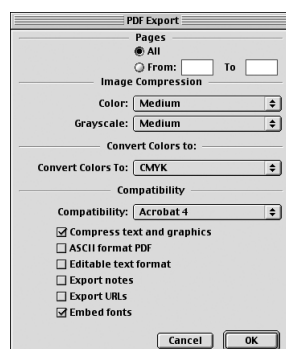 PDF Export
Pages
All
From: To
Image Compression
Color: Medium
Grayscale: Medium
Convert Colors to:
Convert Colors To: CMYK
Compatibility
Compatibility: Acrobat 4
Compress text and graphics
ASCII format PDF
Editable text format
Export notes
Export URLs
Embed fonts
Cancel OK